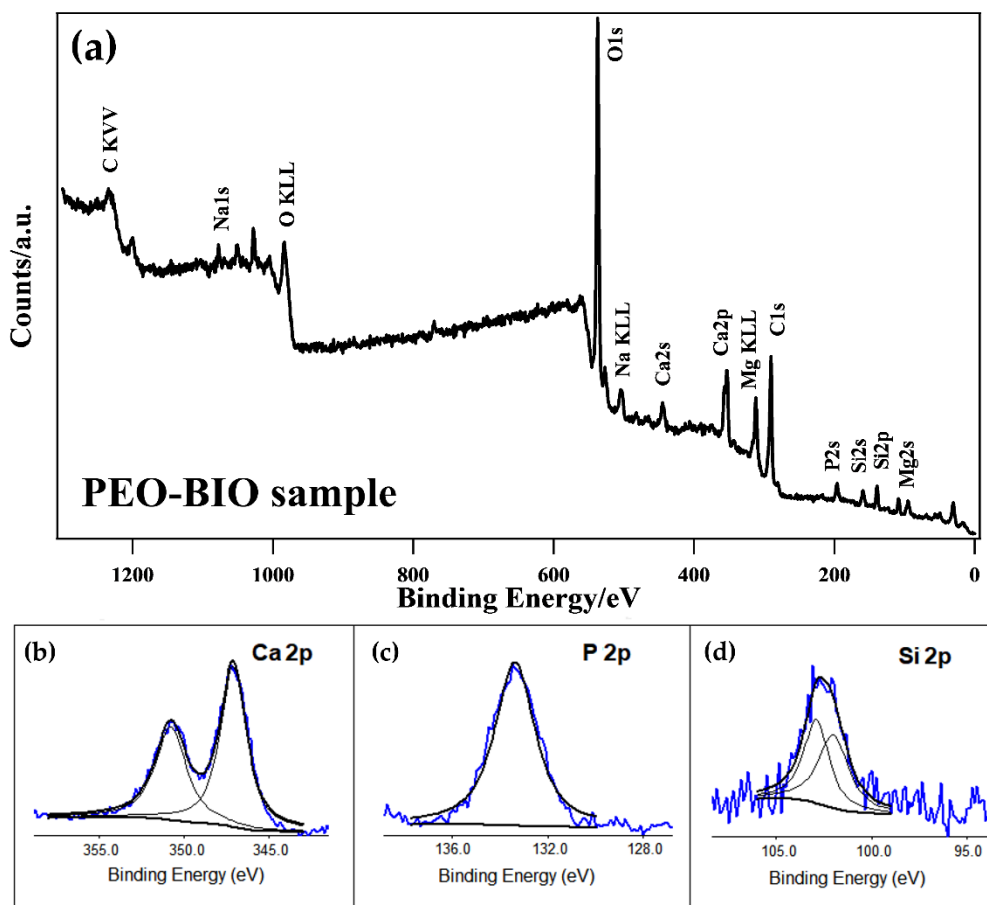 (a)
C KVV
Na1s
O KLL
O1s
Na KLL
Ca2s
Ca2p
Mg KLL
C1s
P2s
Si2s
Si2p
Mg2s
Counts/a.u.
PEO-BIO sample
1200 1000 800 600 400 200 0
Binding Energy/eV
(b) Ca 2p
355.0 350.0 345.0
Binding Energy (eV)
(c) P 2p
136.0 132.0 128.0
Binding Energy (eV)
(d) Si 2p
105.0 100.0 95.0
Binding Energy (eV)